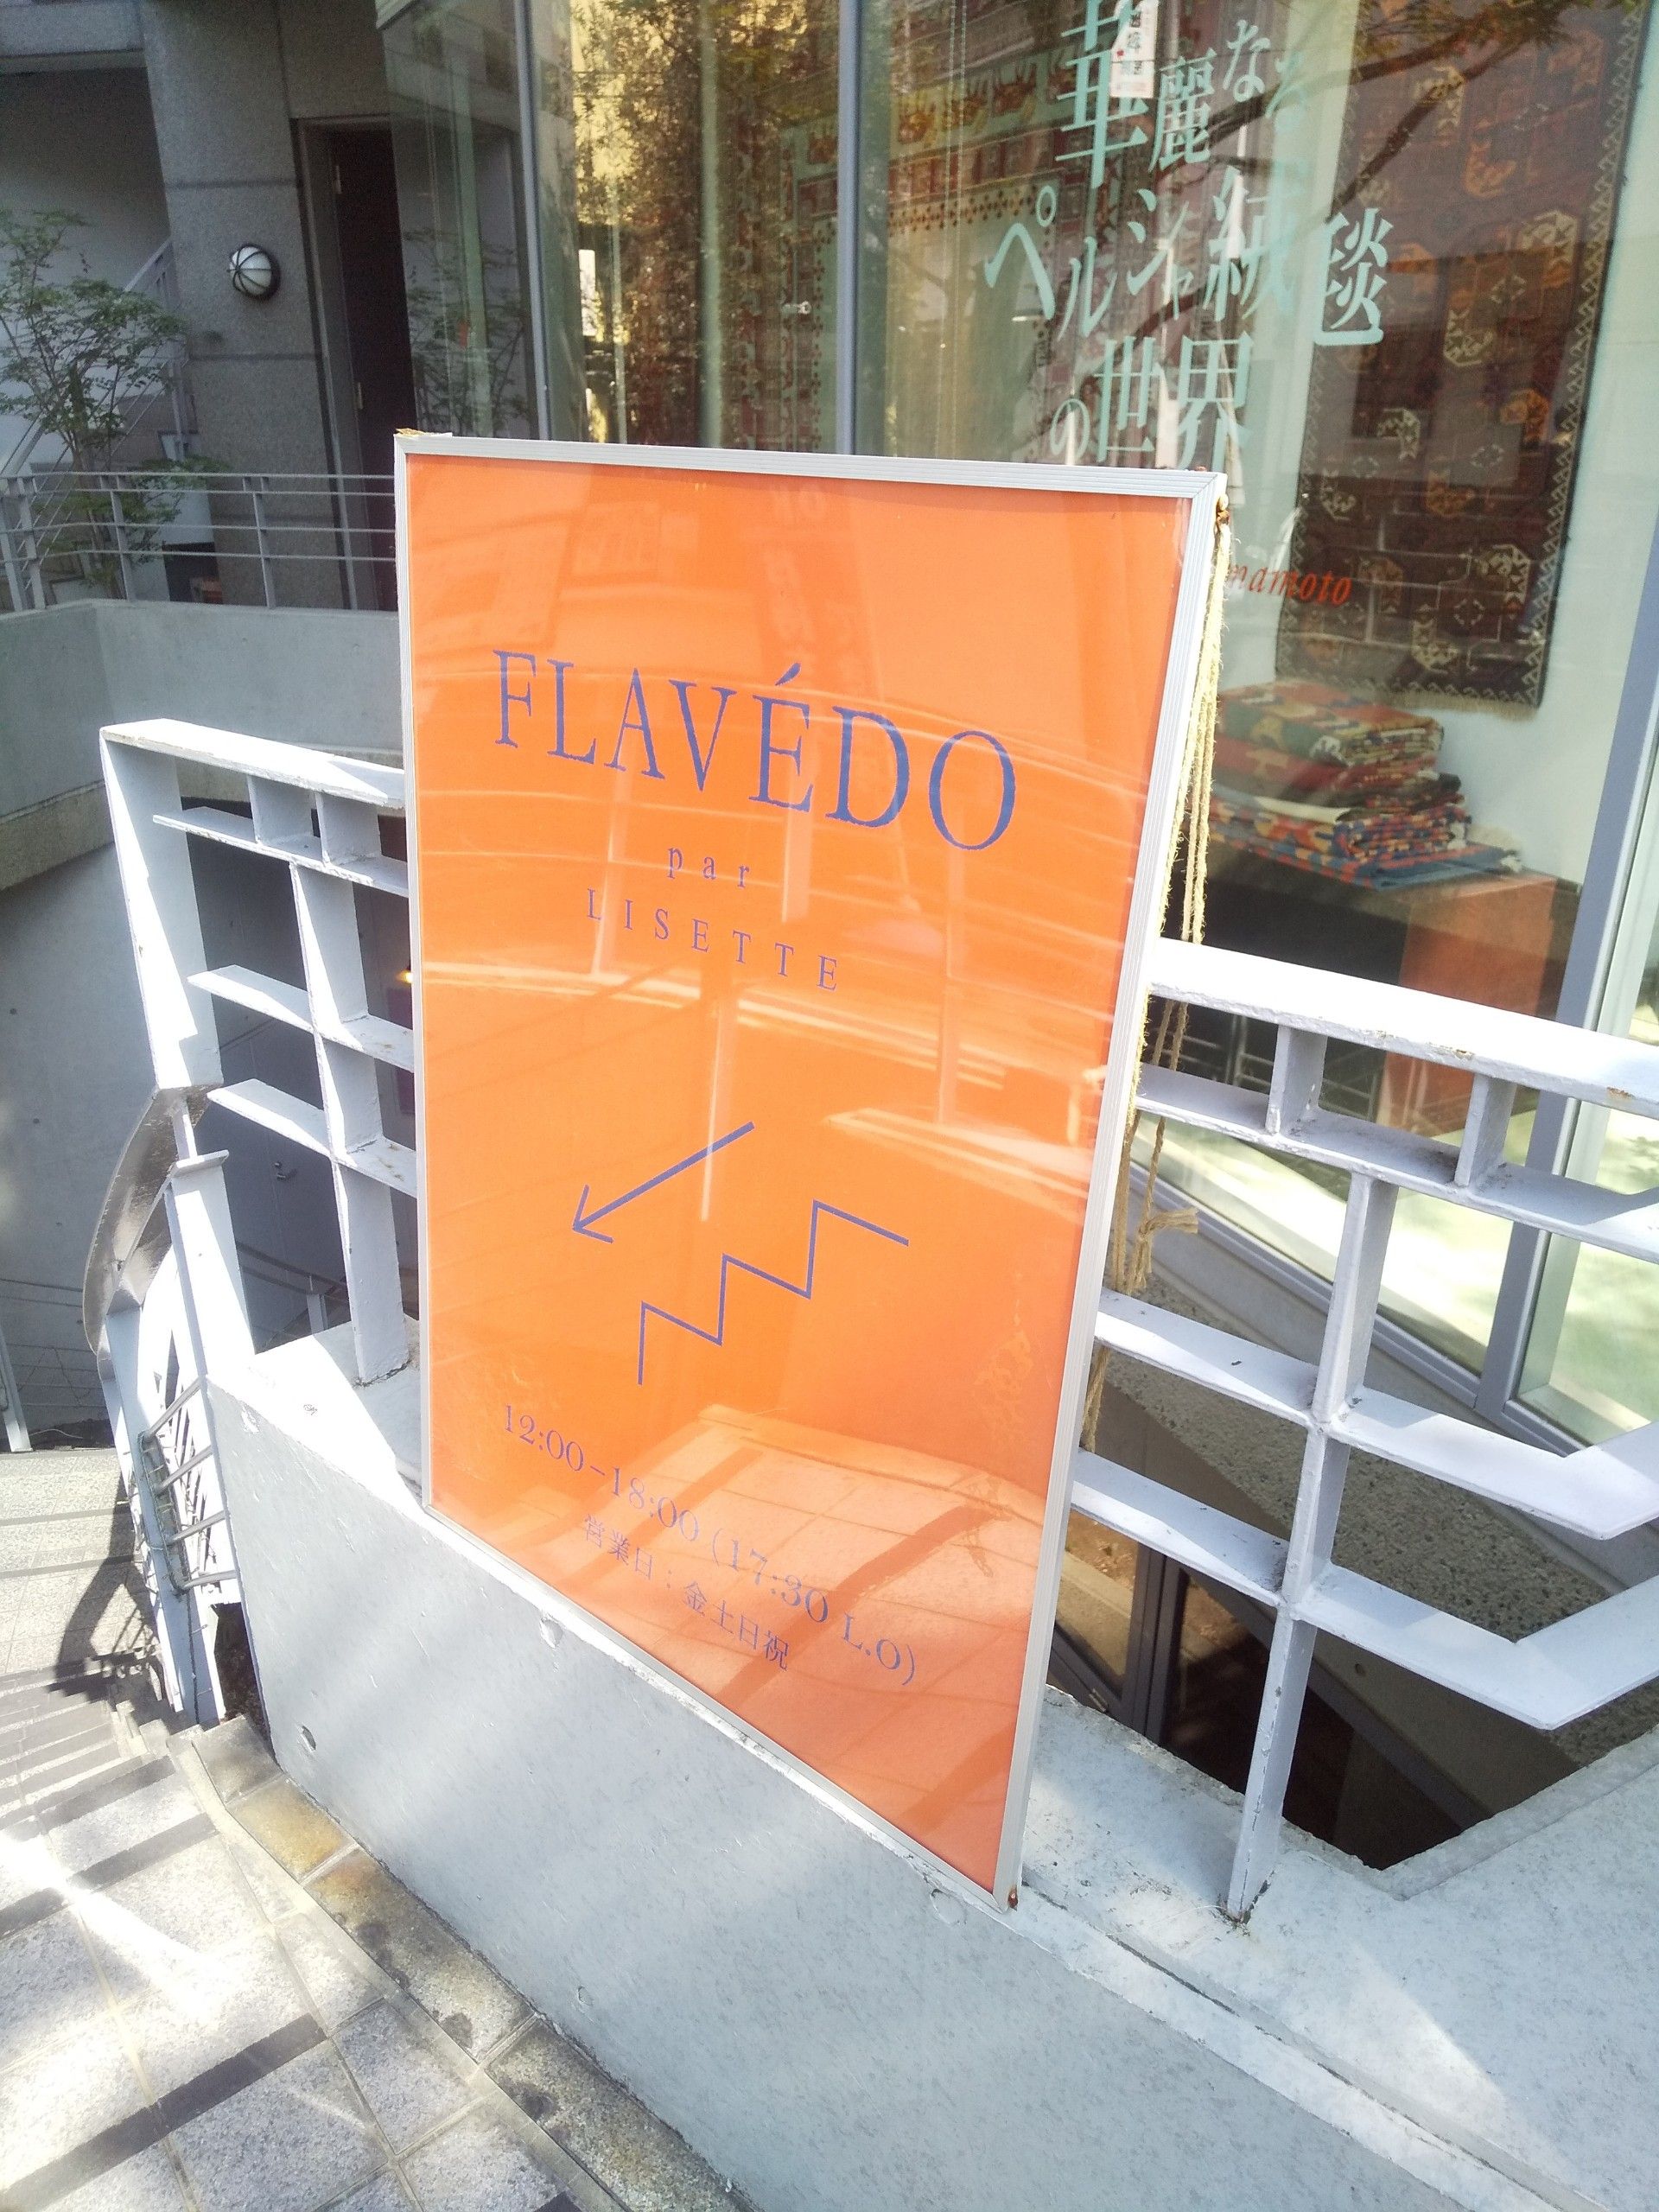 華麗なる
ペルシャ絨毯
の世界
mamoto
FLAVÉDO
par
LISETTE
12:00-18:00 (17:30 L.O)
営業日：金土日祝